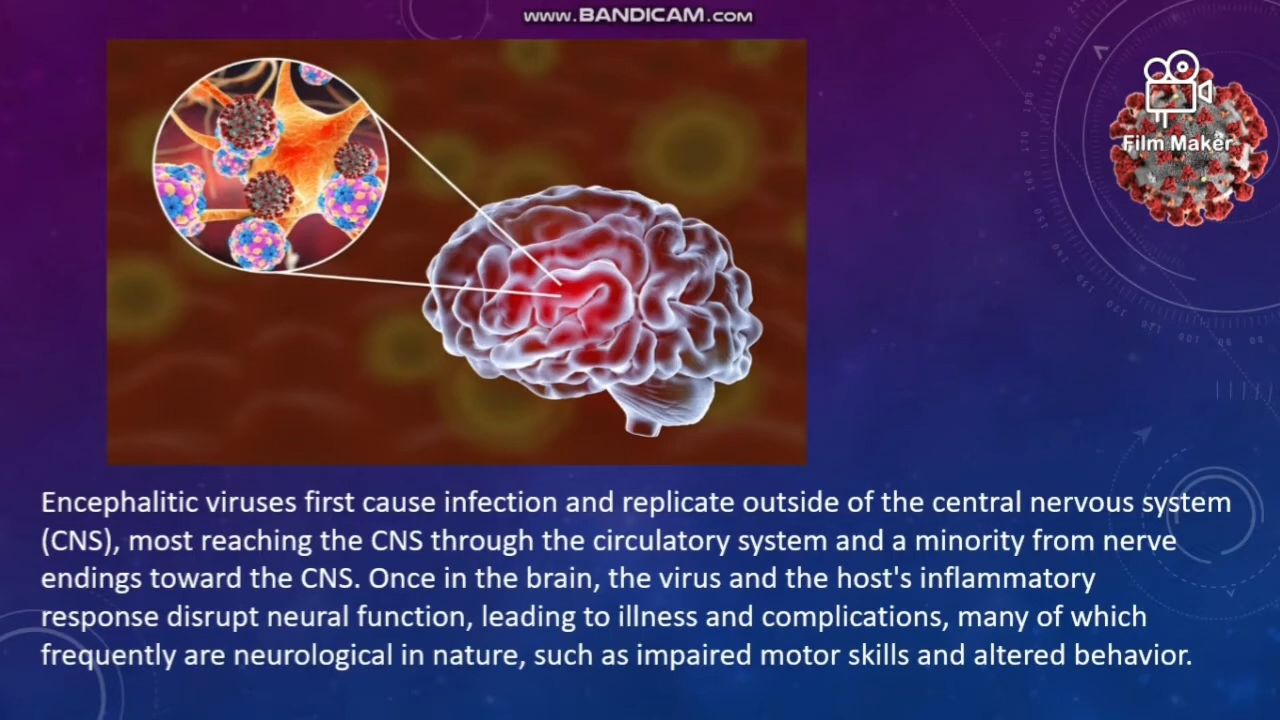 www.BANDICAM.com
Film Maker
Encephalitic viruses first cause infection and replicate outside of the central nervous system
(CNS), most reaching the CNS through the circulatory system and a minority from nerve
endings toward the CNS. Once in the brain, the virus and the host's inflammatory
response disrupt neural function, leading to illness and complications, many of which
frequently are neurological in nature, such as impaired motor skills and altered behavior.